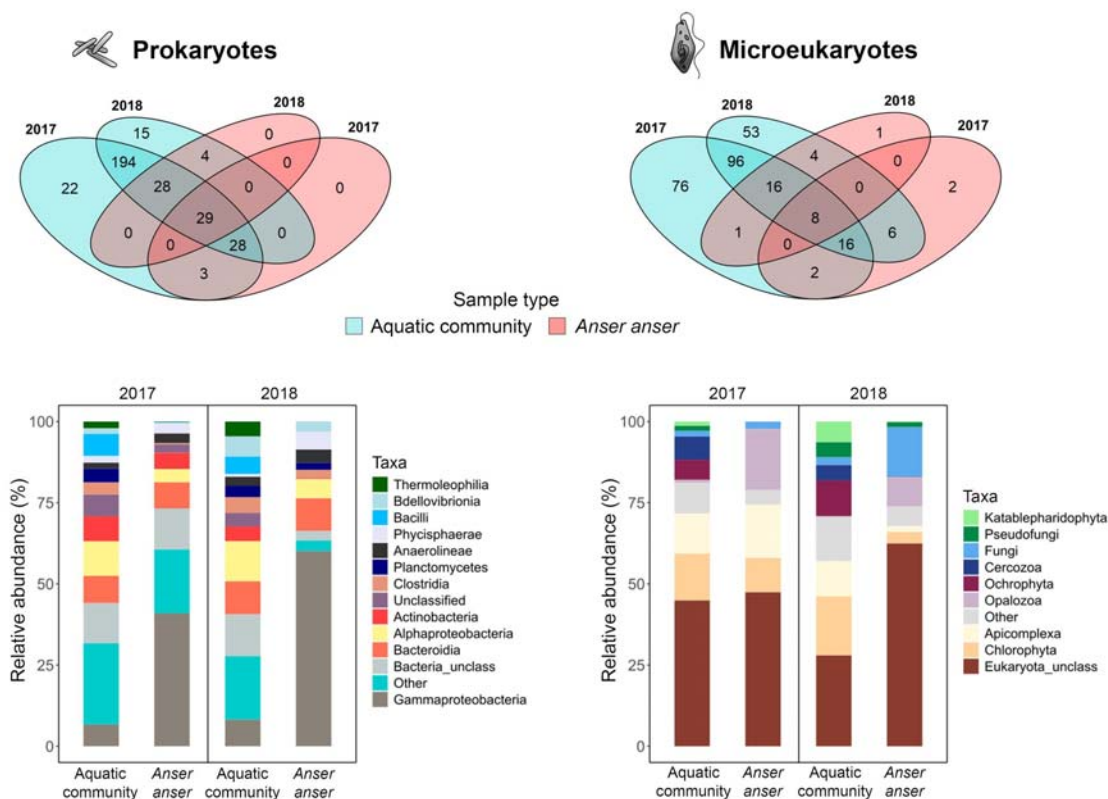 Prokaryotes
Microeukaryotes
2017
2018
2018
2017
22
15
0
0
194
4
0
28
0
29
0
0
28
0
3
2017
2018
2018
2017
76
53
1
2
96
4
0
16
0
8
1
0
16
6
2
Sample type
Aquatic community
Anser anser
2017
2018
Relative abundance (%)
100
75
50
25
0
Aquatic community
Anser anser
Aquatic community
Anser anser
Taxa
Thermoleophilia
Bdellovibrionia
Bacilli
Phycisphaerae
Anaerolineae
Planctomycetes
Clostridia
Unclassified
Actinobacteria
Alphaproteobacteria
Bacteroidia
Bacteria_unclass
Other
Gammaproteobacteria
2017
2018
Relative abundance (%)
100
75
50
25
0
Aquatic community
Anser anser
Aquatic community
Anser anser
Taxa
Katablepharidophyta
Pseudofungi
Fungi
Cercozoa
Ochrophyta
Opalozoa
Other
Apicomplexa
Chlorophyta
Eukaryota_unclass